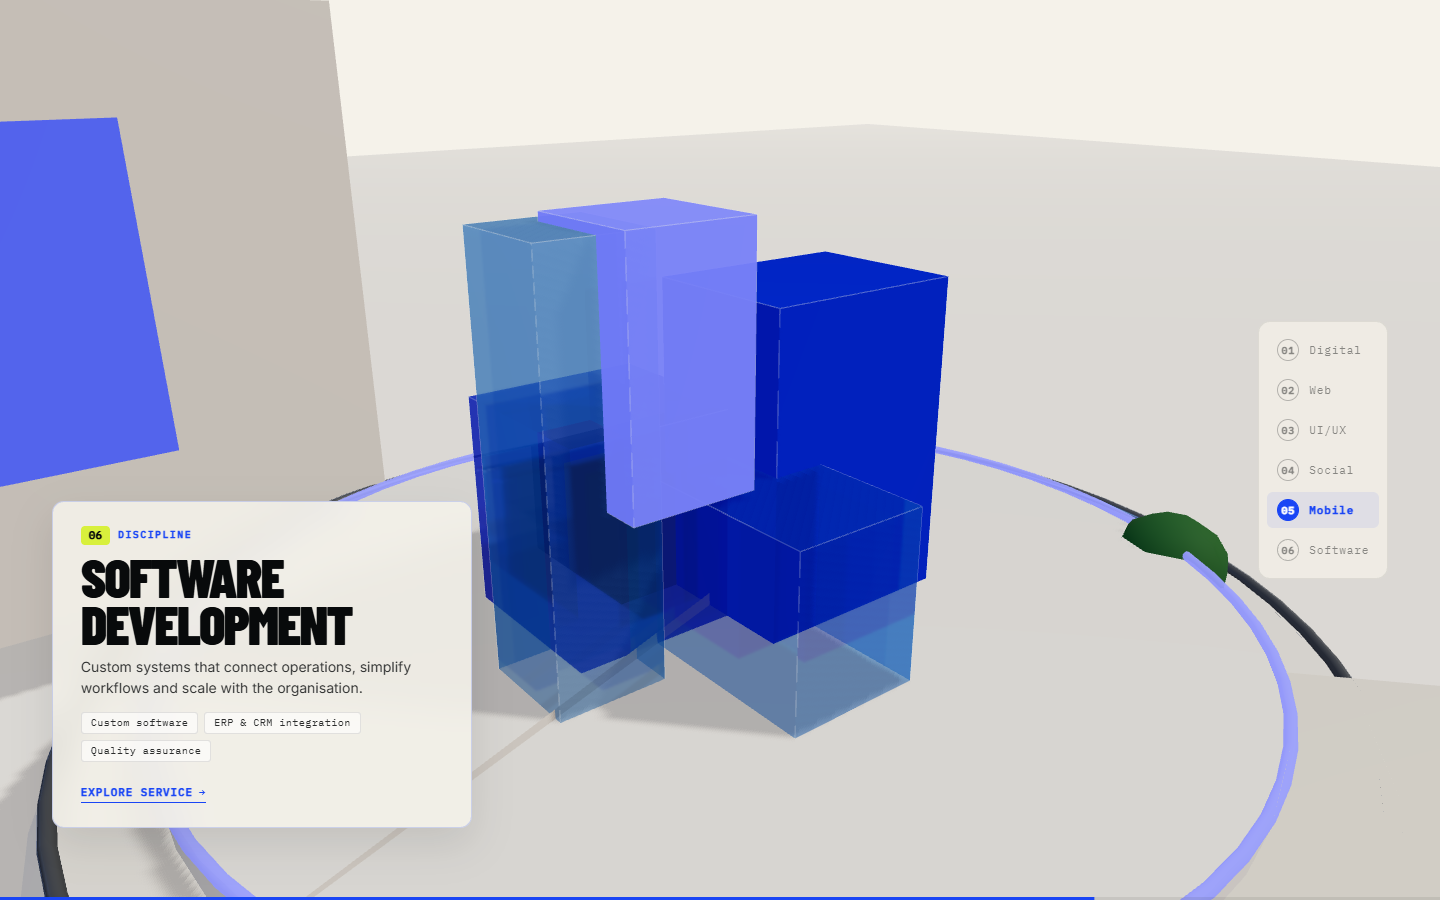 06 DISCIPLINE
SOFTWARE
DEVELOPMENT
Custom systems that connect operations, simplify
workflows and scale with the organisation.
Custom software
ERP & CRM integration
Quality assurance
EXPLORE SERVICE →
01 Digital
02 Web
03 UI/UX
04 Social
05 Mobile
06 Software